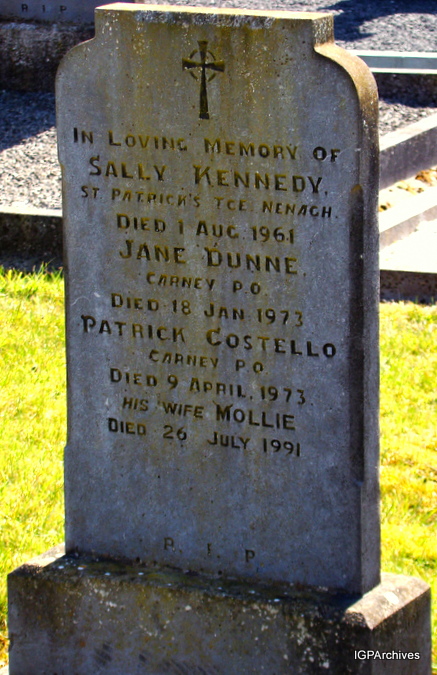 R I P
IN LOVING MEMORY OF
SALLY KENNEDY,
ST PATRICK'S TCE NENAGH.
DIED 1 AUG. 1961
JANE DUNNE.
CARNEY P.O.
DIED 18 JAN. 1973
PATRICK COSTELLO
CARNEY P.O.
DIED 9 APRIL, 1973.
HIS WIFE MOLLIE
DIED 26 JULY 1991
R I P
IGPArchives